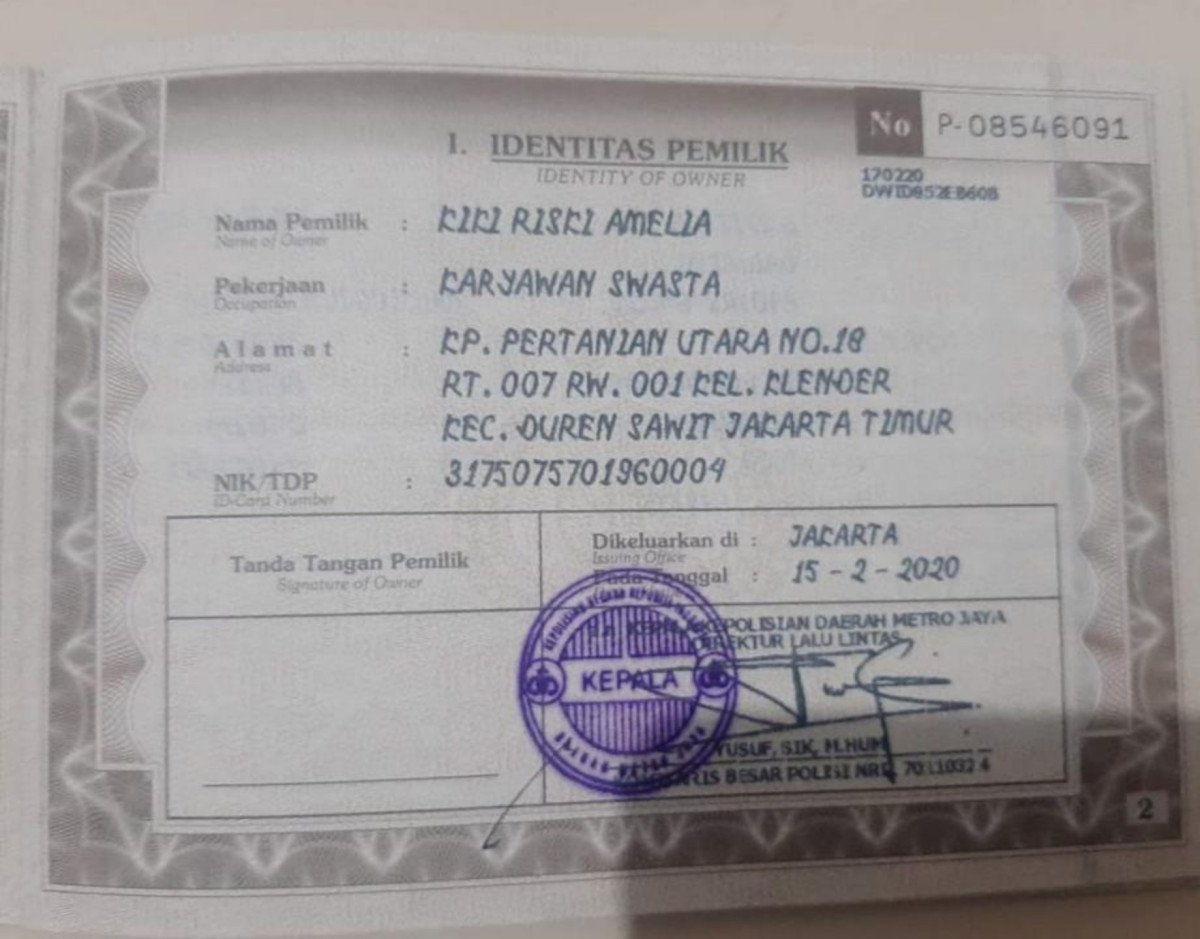 No P-08546091
I. IDENTITAS PEMILIK
IDENTITY OF OWNER
170220
Nama Pemilik : KIKI RISKI AMELIA
Name of Owner
Pekerjaan : KARYAWAN SWASTA
Occupation
Alamat : KP. PERTANIAN UTARA NO.18
Address
RT. 007 RW. 001 KEL. KLENDER
KEC. DUREN SAWIT JAKARTA TIMUR
NIK/TDP : 3175075701960004
ID-Card Number
Tanda Tangan Pemilik
Signature of Owner
Dikeluarkan di : JAKARTA
Issuing Office
Pada Tanggal : 15 - 2 - 2020
KEPOLISIAN DAERAH METRO JAYA
DIREKTUR LALU LINTAS
KEPALA
YUSUF, SIK, M.HUM
BESAR POLISI NRP.
2